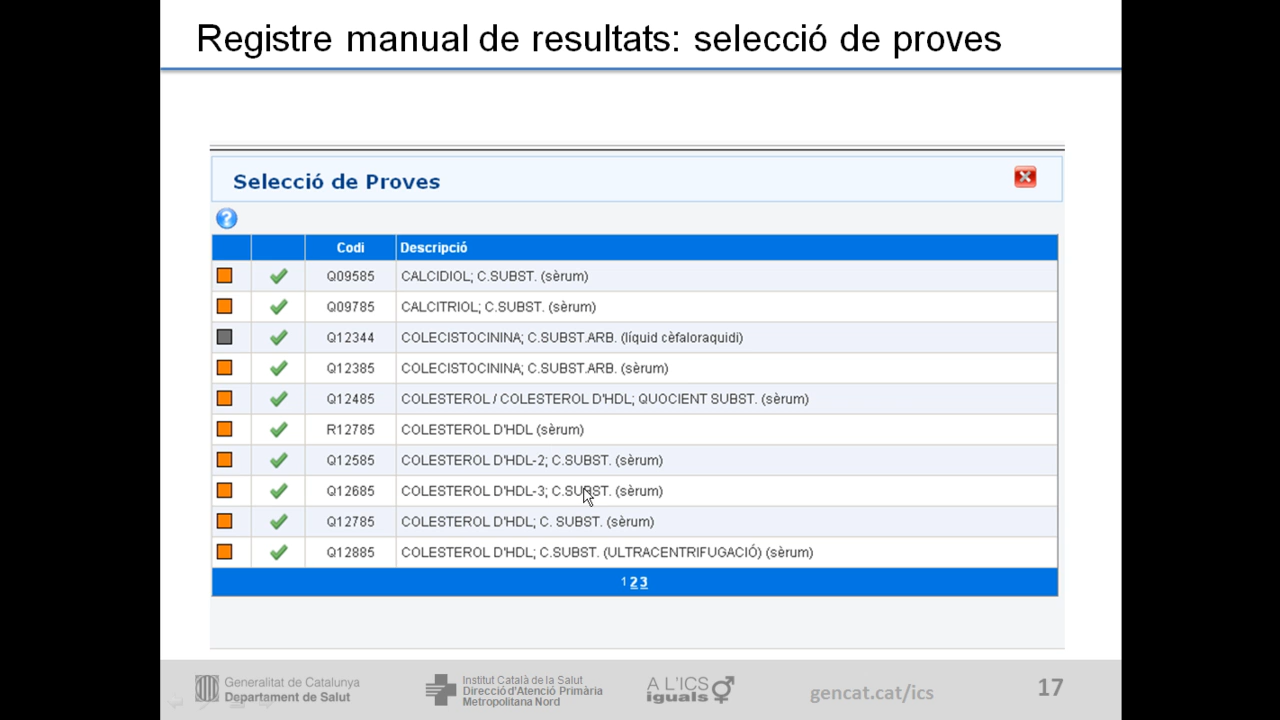 Registre manual de resultats: selecció de proves
Selecció de Proves
Codi Descripció
Q09585 CALCIDIOL; C.SUBST. (sèrum)
Q09785 CALCITRIOL; C.SUBST. (sèrum)
Q12344 COLECISTOCININA; C.SUBST.ARB. (líquid cèfaloraquidi)
Q12385 COLECISTOCININA; C.SUBST.ARB. (sèrum)
Q12485 COLESTEROL / COLESTEROL D'HDL; QUOCIENT SUBST. (sèrum)
R12785 COLESTEROL D'HDL (sèrum)
Q12585 COLESTEROL D'HDL-2; C.SUBST. (sèrum)
Q12685 COLESTEROL D'HDL-3; C.SUBST. (sèrum)
Q12785 COLESTEROL D'HDL; C. SUBST. (sèrum)
Q12885 COLESTEROL D'HDL; C.SUBST. (ULTRACENTRIFUGACIÓ) (sèrum)
1 2 3
Generalitat de Catalunya
Departament de Salut
Institut Català de la Salut
Direcció d'Atenció Primària
Metropolitana Nord
A L'ICS
iguals
gencat.cat/ics
17